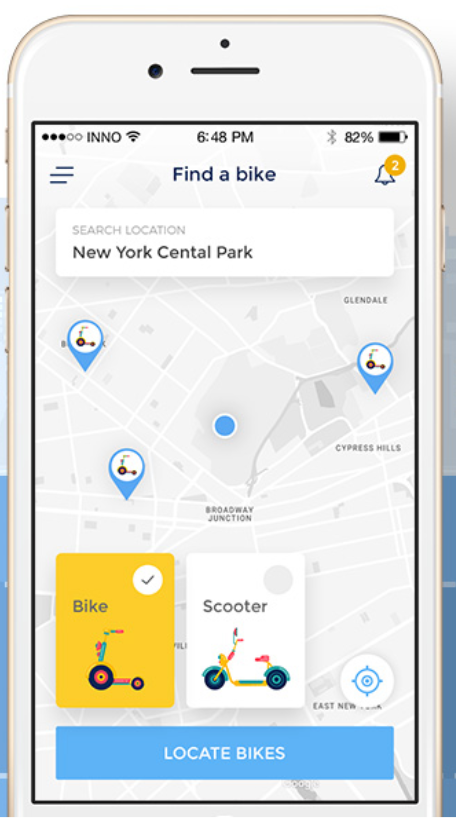 INNO
6:48 PM
82%
Find a bike
2
SEARCH LOCATION
New York Cental Park
GLENDALE
CYPRESS HILLS
BROADWAY
JUNCTION
Bike
Scooter
EAST NEW
LOCATE BIKES